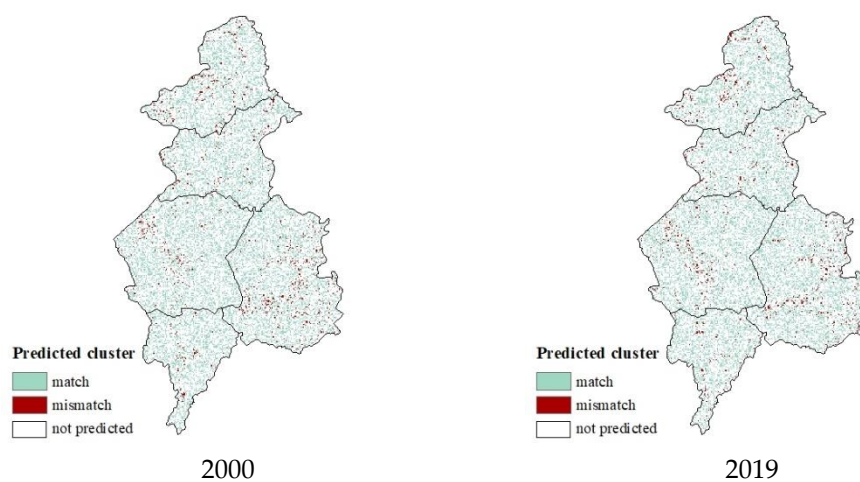 Predicted cluster
match
mismatch
not predicted
2000
Predicted cluster
match
mismatch
not predicted
2019